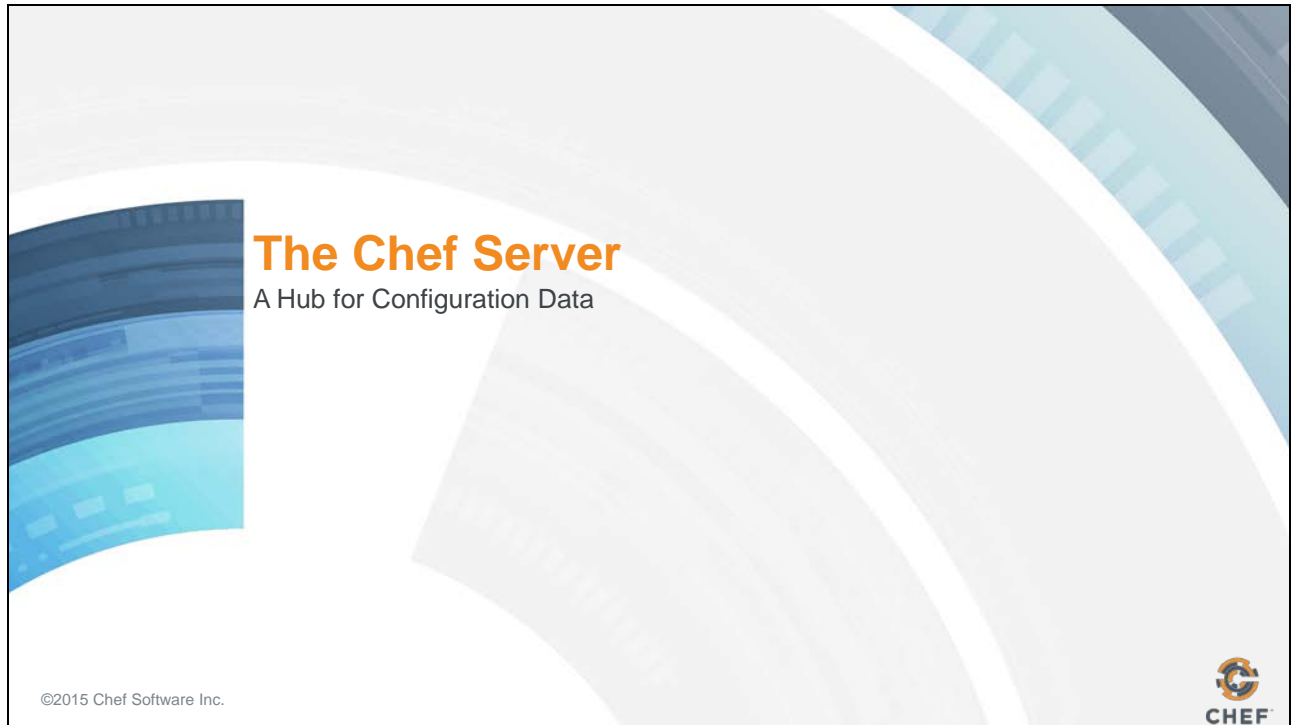 The Chef Server
A Hub for Configuration Data
©2015 Chef Software Inc.
CHEF